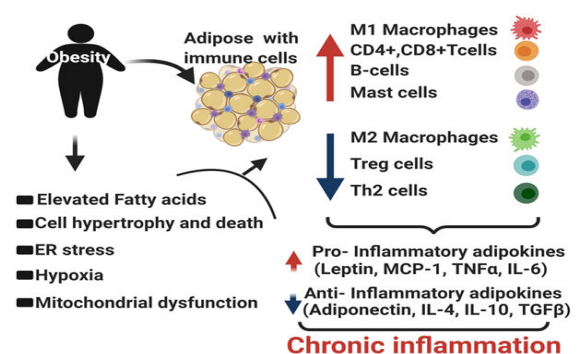 Obesity
Adipose with
immune cells
M1 Macrophages
CD4+,CD8+Tcells
B-cells
Mast cells
M2 Macrophages
Treg cells
Th2 cells
Elevated Fatty acids
Cell hypertrophy and death
ER stress
Hypoxia
Mitochondrial dysfunction
Pro- Inflammatory adipokines
(Leptin, MCP-1, TNFα, IL-6)
Anti- Inflammatory adipokines
(Adiponectin, IL-4, IL-10, TGFβ)
Chronic inflammation